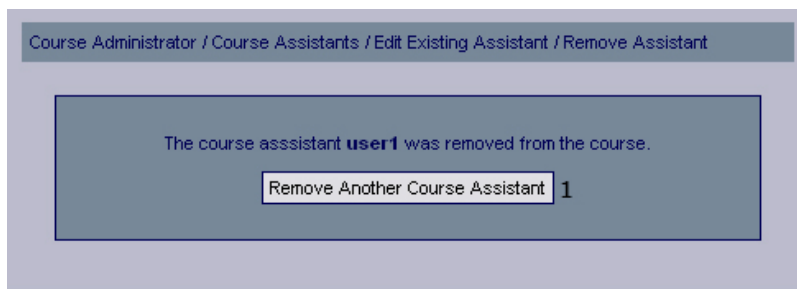 Course Administrator / Course Assistants / Edit Existing Assistant / Remove Assistant
The course asssistant user1 was removed from the course.
Remove Another Course Assistant 1